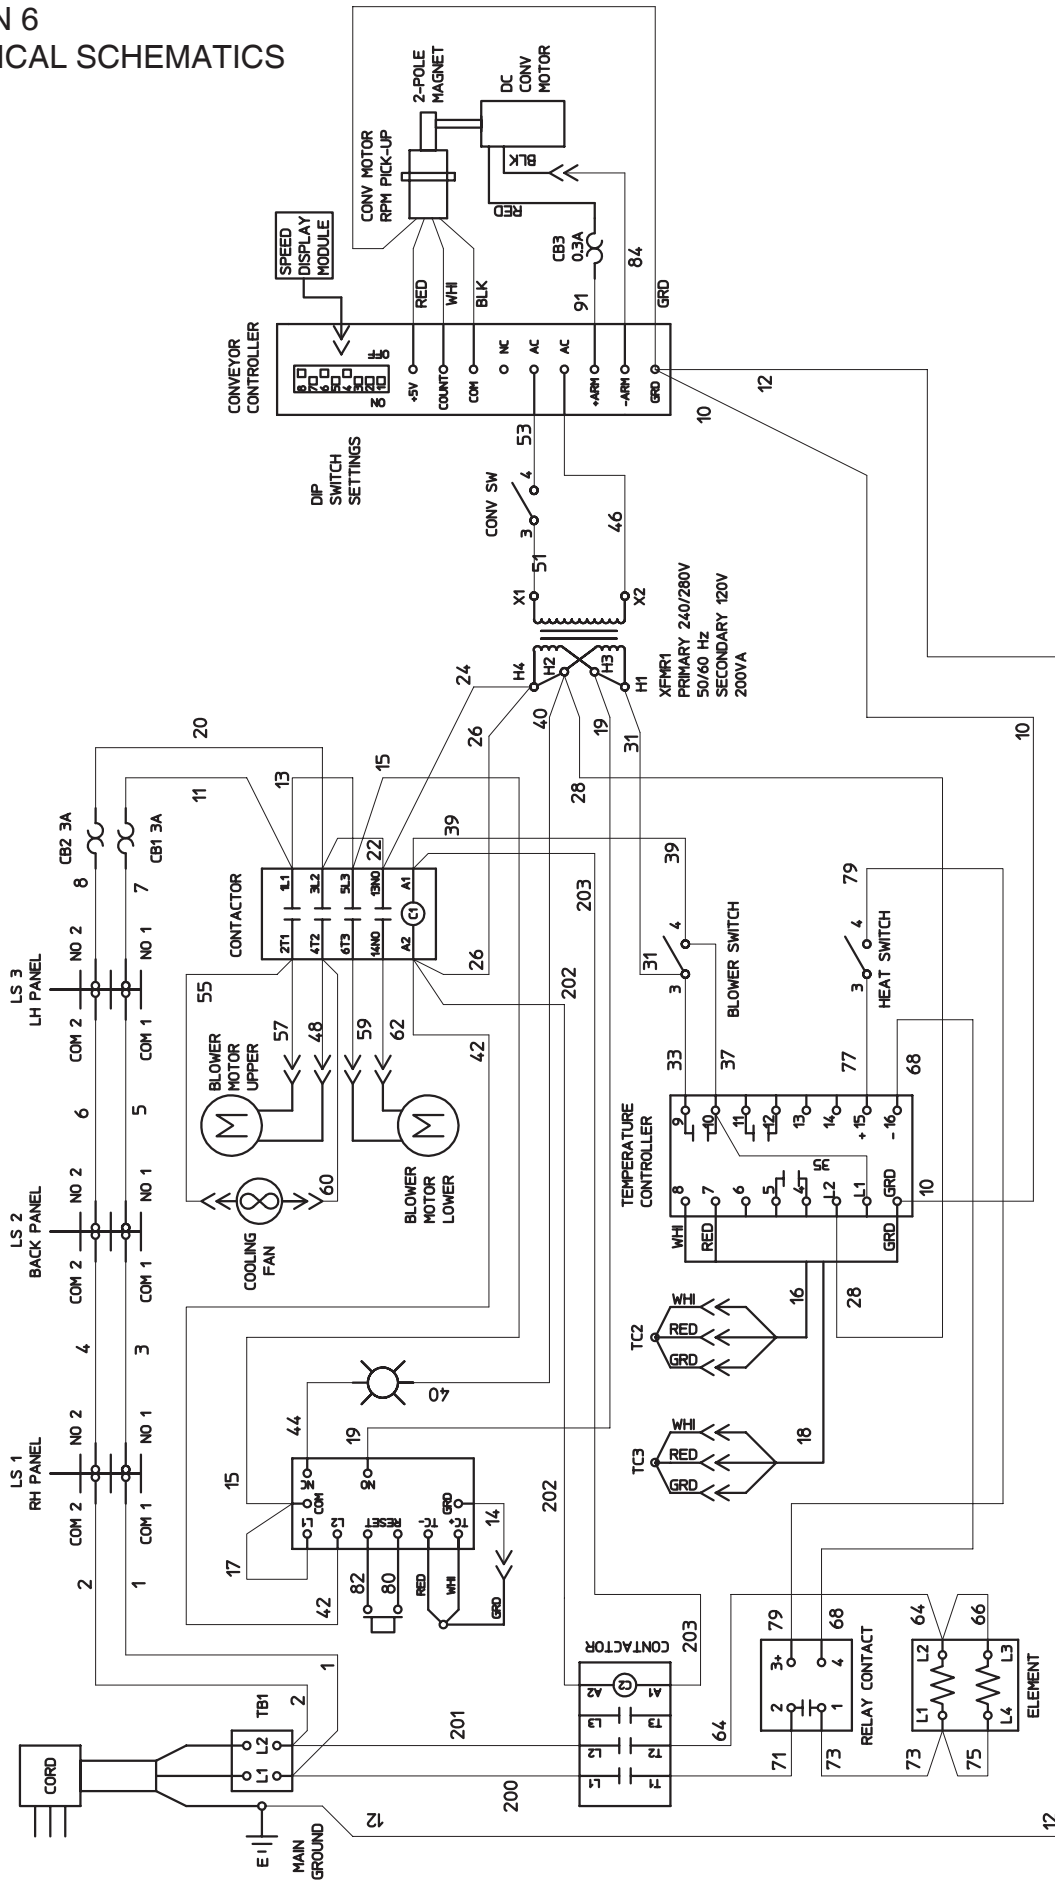 N 6
ICAL SCHEMATICS
CORD
E
MAIN
GROUND
12
12
TB1
L2
L1
2
1
2
1
LS 1
RH PANEL
COM 2
NO 2
COM 1
NO 1
4
3
LS 2
BACK PANEL
COM 2
NO 2
COM 1
NO 1
6
5
LS 3
LH PANEL
COM 2
NO 2
COM 1
NO 1
8
7
CB2 3A
CB1 3A
20
11
13
15
22
24
26
39
CONTACTOR
2T1
1L1
4T2
3L2
6T3
5L3
14NO
13NO
A2
A1
C1
55
57
48
59
62
42
26
202
203
BLOWER
MOTOR
UPPER
M
M
BLOWER
MOTOR
LOWER
60
COOLING
FAN
44
40
19
15
17
42
NC
NO
COM
L1
L2
RESET
TC-
TC+
GRD
14
82
80
RED
WHI
GRD
202
203
CONTACTOR
A2
A1
C2
L3
T3
L2
T2
L1
T1
201
200
64
71
73
79
68
2
3+
1
4
RELAY CONTACT
64
66
73
75
L1
L2
L4
L3
ELEMENT
TC2
WHI
RED
GRD
TC3
WHI
RED
GRD
16
18
28
TEMPERATURE
CONTROLLER
WHI
RED
GRD
8
7
6
5
4
L2
L1
GRD
9
10
11
12
13
14
+ 15
- 16
35
10
33
37
77
68
31
3
4
39
BLOWER SWITCH
3
4
79
HEAT SWITCH
40
19
31
28
H4
H2
H3
H1
X1
X2
XFMR1
PRIMARY 240/280V
50/60 Hz
SECONDARY 120V
200VA
51
3
4
CONV SW
53
46
DIP
SWITCH
SETTINGS
CONVEYOR
CONTROLLER
ON
OFF
8
7
6
5
4
3
2
1
+5V
COUNT
COM
NC
AC
AC
+ARM
-ARM
GRD
SPEED
DISPLAY
MODULE
RED
WHI
BLK
91
84
GRD
10
12
10
CONV MOTOR
RPM PICK-UP
2-POLE
MAGNET
DC
CONV
MOTOR
RED
BLK
CB3
0.3A